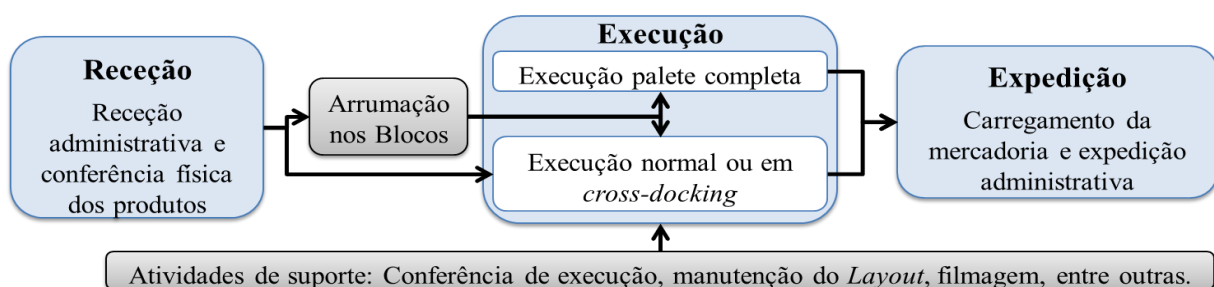 Receção
Receção
administrativa e
conferência física
dos produtos
Arrumação
nos Blocos
Execução
Execução palete completa
Execução normal ou em
cross-docking
Expedição
Carregamento da
mercadoria e expedição
administrativa
Atividades de suporte: Conferência de execução, manutenção do Layout, filmagem, entre outras.